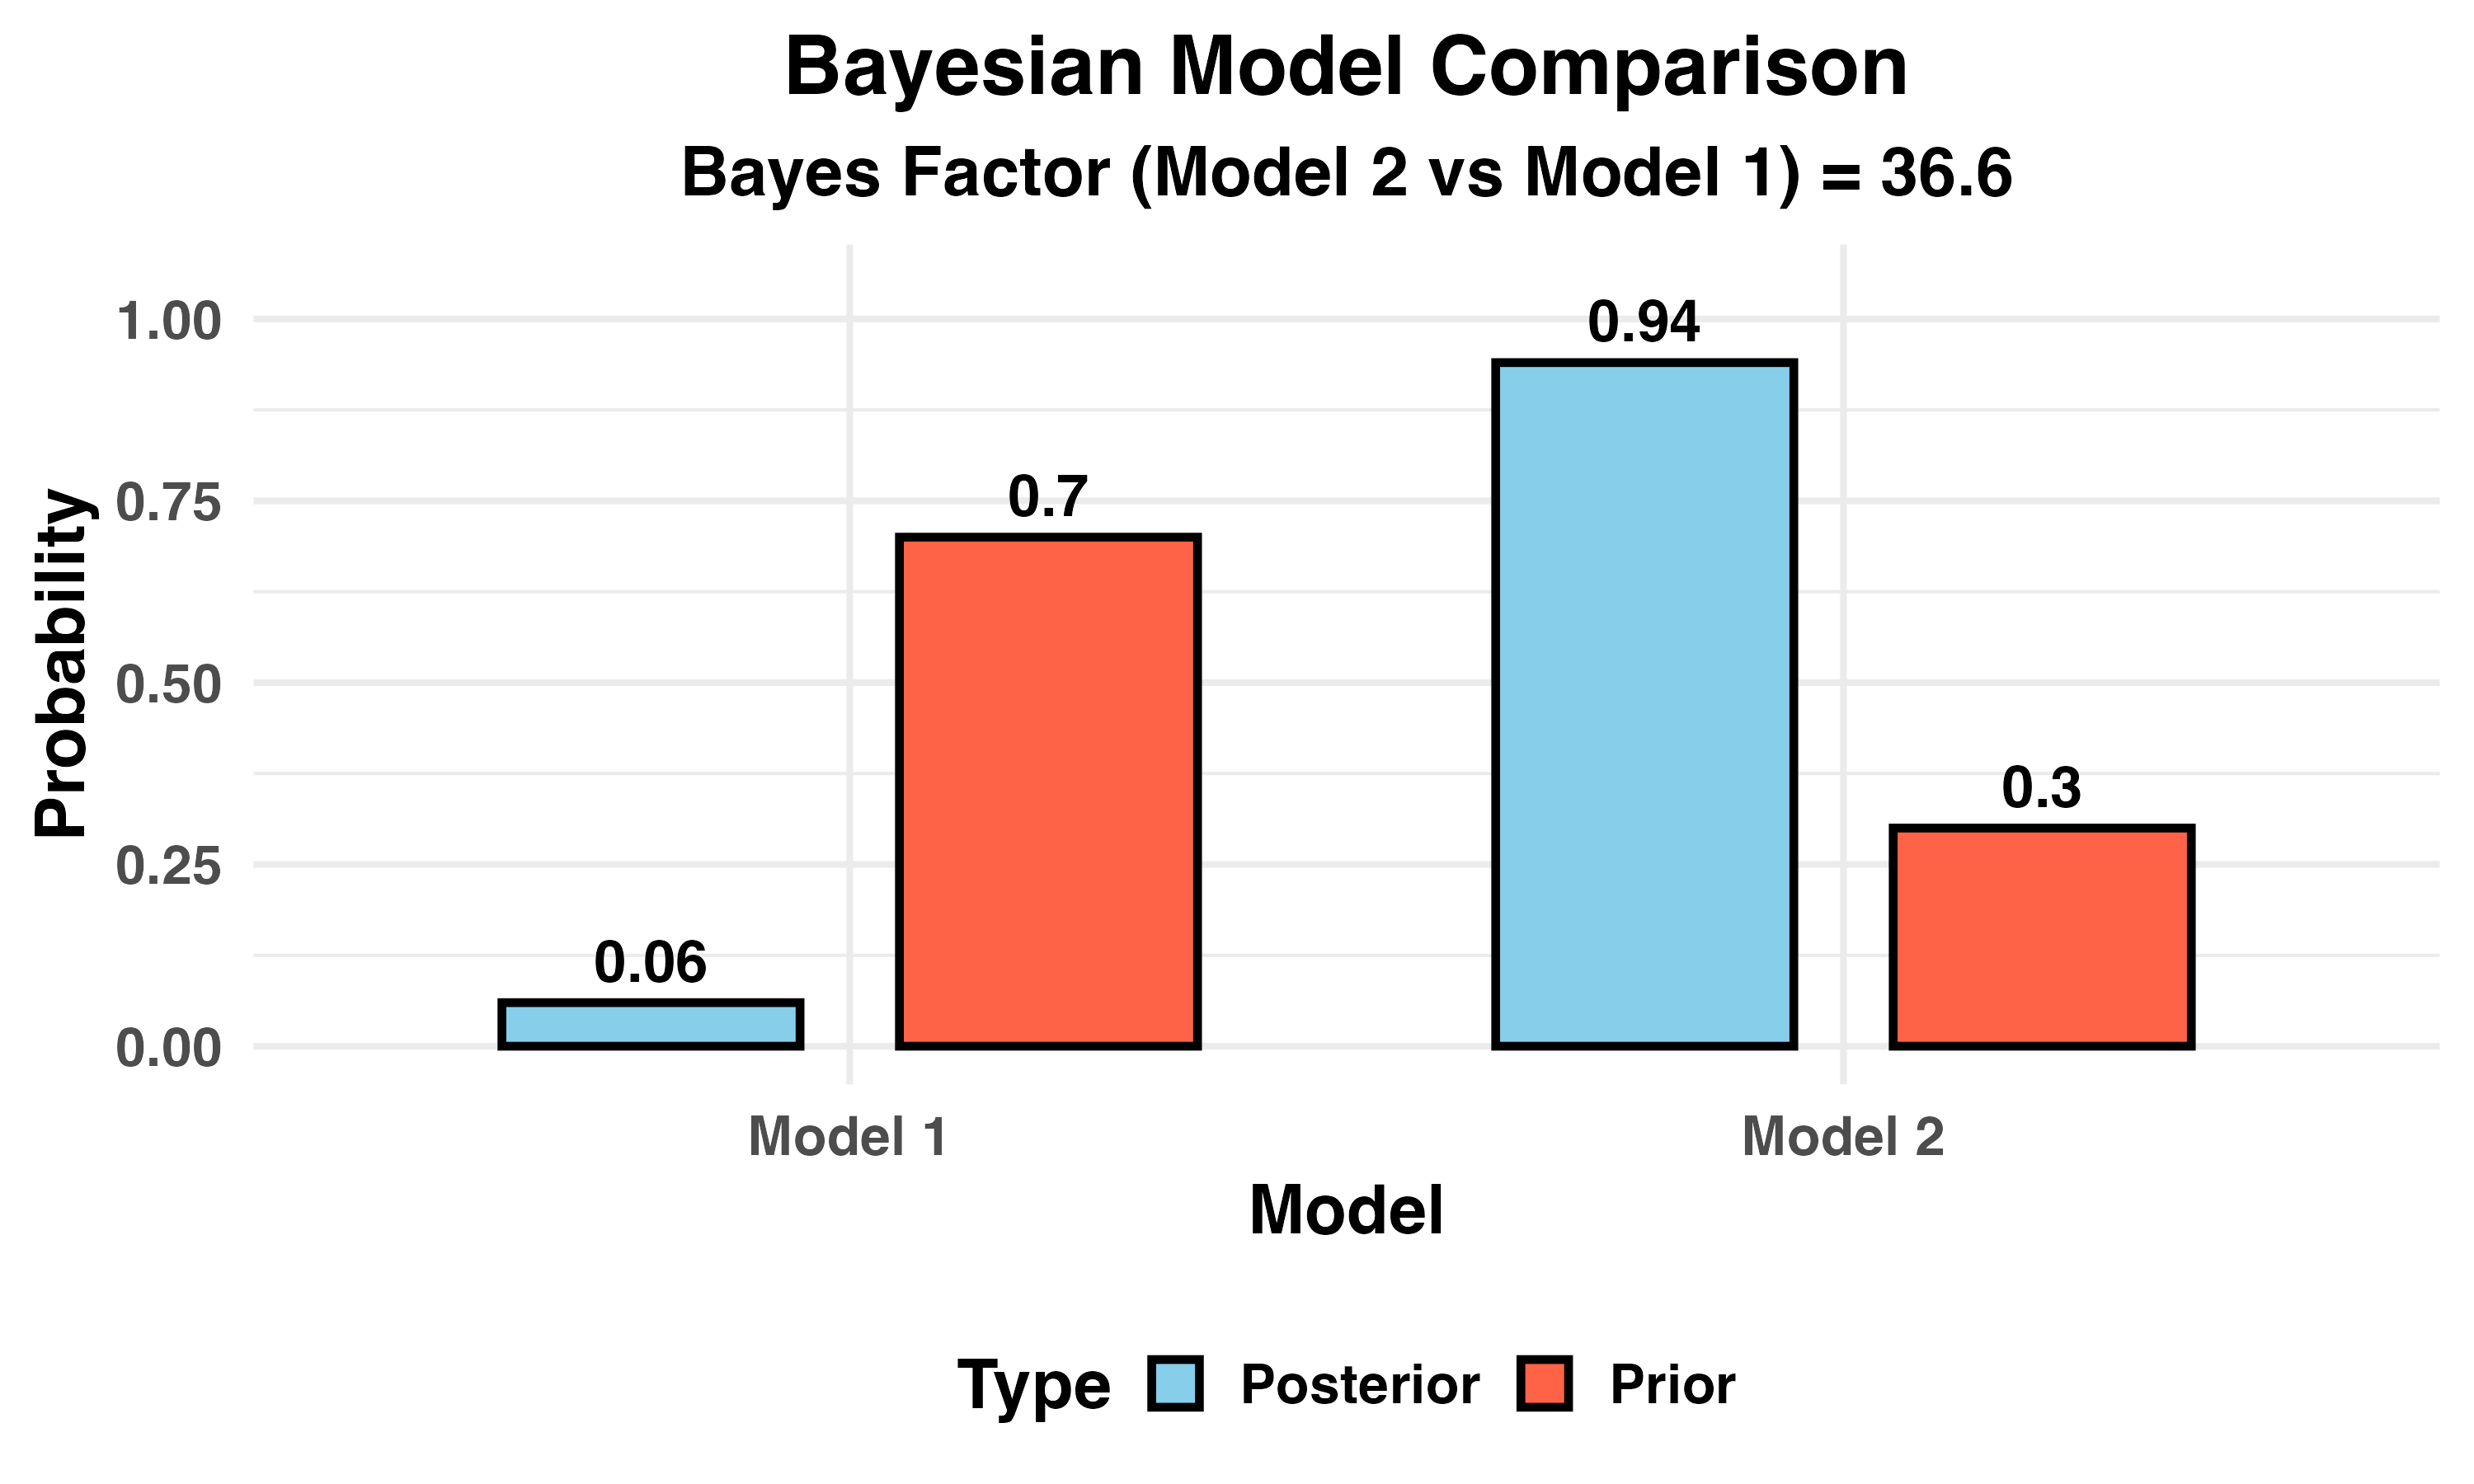 Bayesian Model Comparison
Bayes Factor (Model 2 vs Model 1) = 36.6
Probability
1.00
0.75
0.50
0.25
0.00
0.06
0.7
0.94
0.3
Model 1
Model 2
Model
Type Posterior Prior